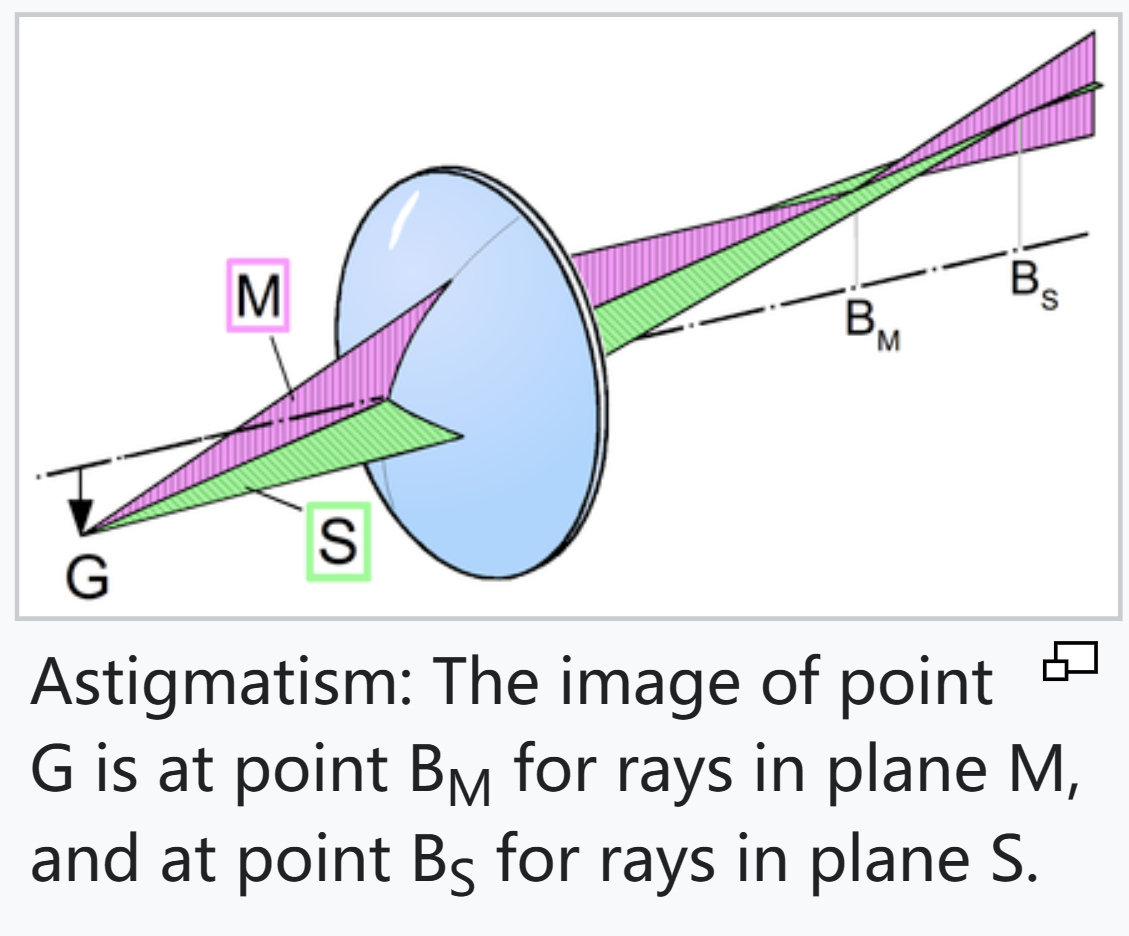 M
B_S
B_M
S
G
Astigmatism: The image of point
G is at point B_M for rays in plane M,
and at point B_S for rays in plane S.